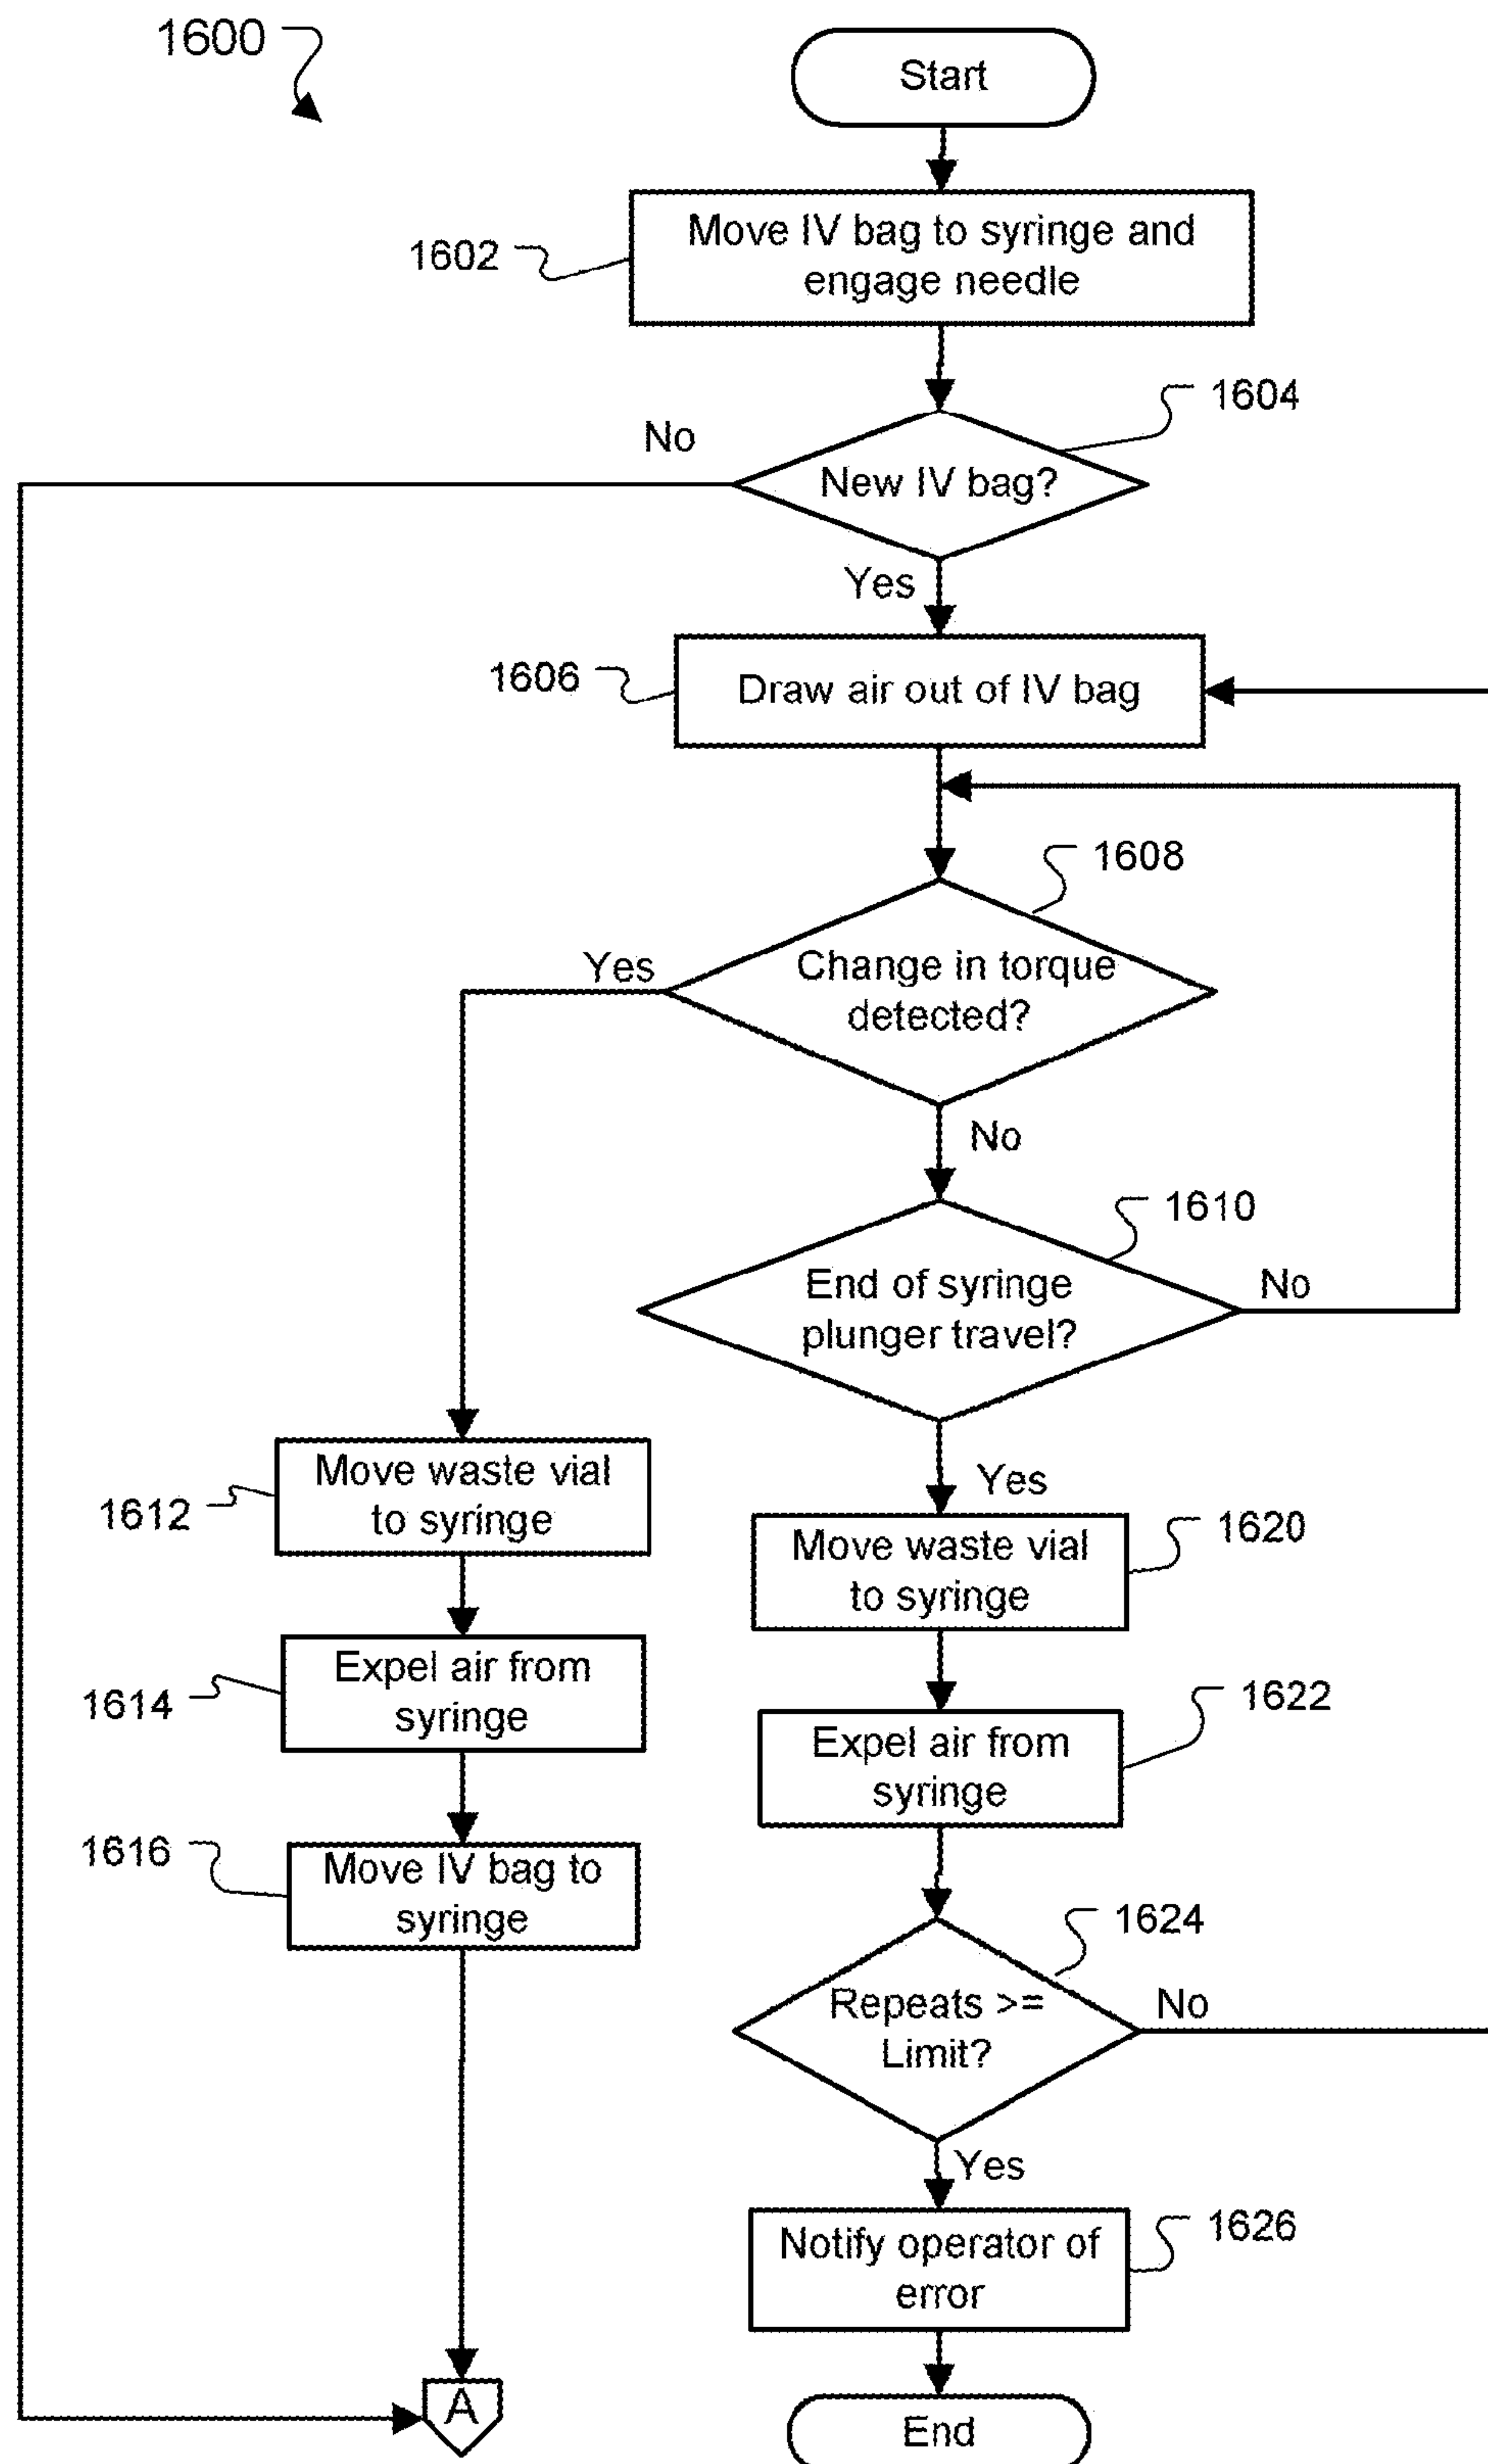 1600
Start
Move IV bag to syringe and
engage needle
1602
1604
No
New IV bag?
Yes
1606
Draw air out of IV bag
1608
Yes
Change in torque
detected?
No
1610
End of syringe
plunger travel?
No
Yes
Move waste vial
to syringe
1612
1620
Move waste vial
to syringe
Expel air from
syringe
1614
1622
Expel air from
syringe
1616
Move IV bag to
syringe
1624
Repeats >=
Limit?
No
Yes
1626
Notify operator of
error
A
End